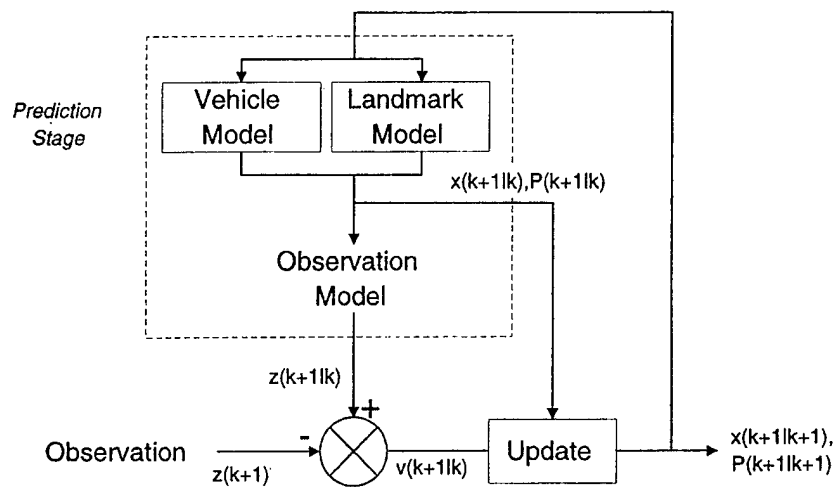 Prediction
Stage
Vehicle
Model
Landmark
Model
x(k+1|k),P(k+1|k)
Observation
Model
z(k+1|k)
+
-
Observation
z(k+1)
v(k+1|k)
Update
x(k+1|k+1),
P(k+1|k+1)